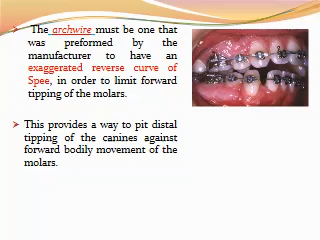 The archwire must be one that
was preformed by the
manufacturer to have an
exaggerated reverse curve of
Spee, in order to limit forward
tipping of the molars.
This provides a way to pit distal
tipping of the canines against
forward bodily movement of the
molars.